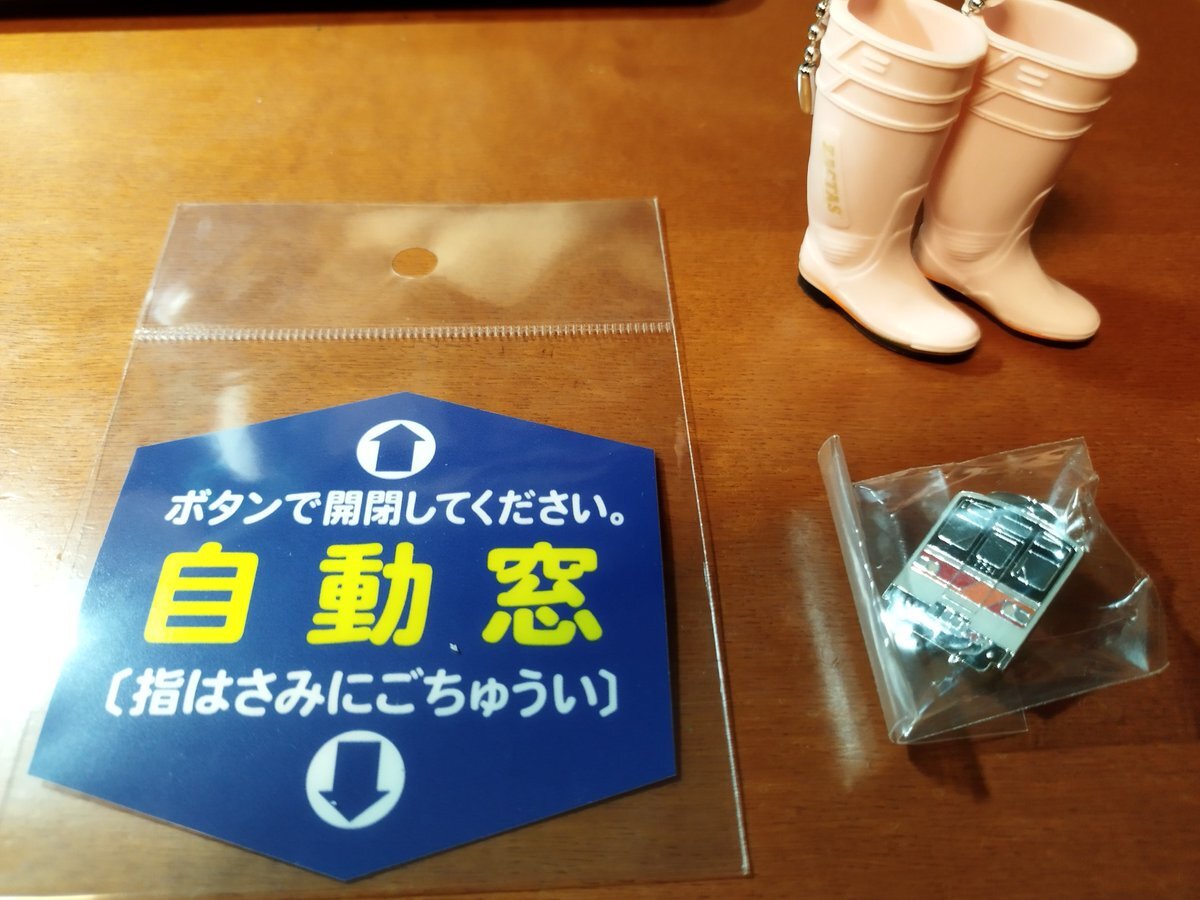 ボタンで開閉してください。
自動窓
〔指はさみにごちゅうい〕